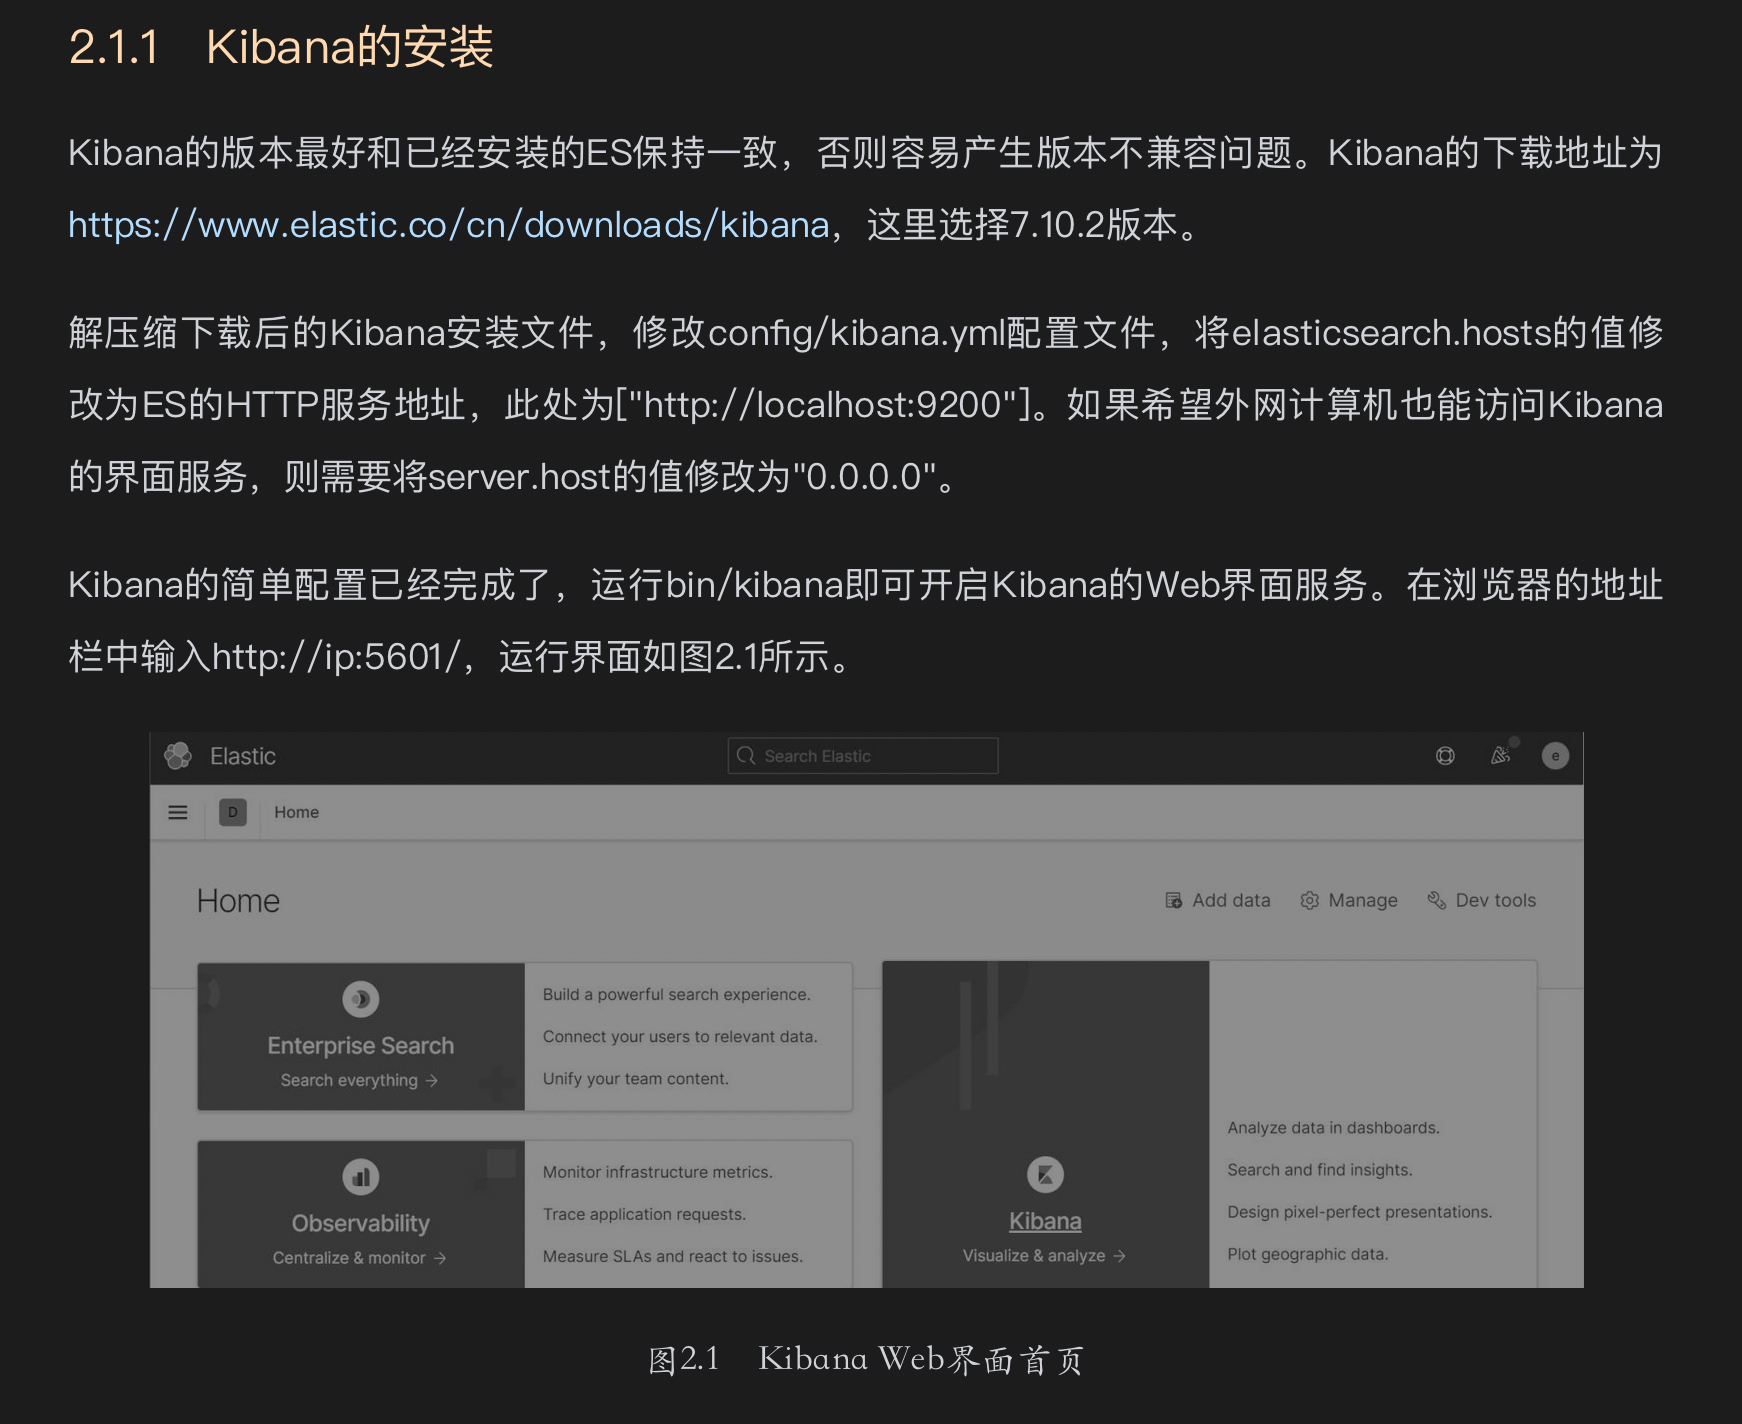 2.1.1 Kibana的安装
Kibana的版本最好和已经安装的ES保持一致，否则容易产生版本不兼容问题。Kibana的下载地址为
https://www.elastic.co/cn/downloads/kibana，这里选择7.10.2版本。
解压缩下载后的Kibana安装文件，修改config/kibana.yml配置文件，将elasticsearch.hosts的值修
改为ES的HTTP服务地址，此处为["http://localhost:9200"]。如果希望外网计算机也能访问Kibana
的界面服务，则需要将server.host的值修改为"0.0.0.0"。
Kibana的简单配置已经完成了，运行bin/kibana即可开启Kibana的Web界面服务。在浏览器的地址
栏中输入http://ip:5601/，运行界面如图2.1所示。
Elastic
Search Elastic
e
D
Home
Home
Add data
Manage
Dev tools
Enterprise Search
Search everything →
Build a powerful search experience.
Connect your users to relevant data.
Unify your team content.
Observability
Centralize & monitor →
Monitor infrastructure metrics.
Trace application requests.
Measure SLAs and react to issues.
Kibana
Visualize & analyze →
Analyze data in dashboards.
Search and find insights.
Design pixel-perfect presentations.
Plot geographic data.
图2.1 Kibana Web界面首页